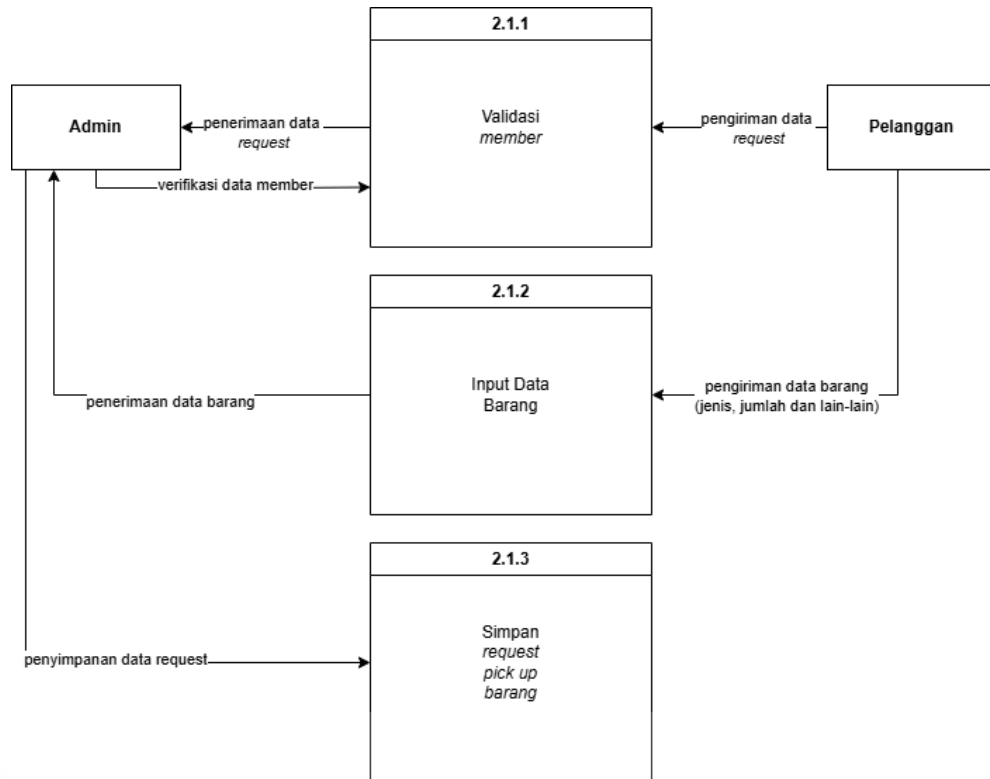 2.1.1
Validasi
member
Admin
penerimaan data
request
pengiriman data
request
Pelanggan
verifikasi data member
2.1.2
Input Data
Barang
penerimaan data barang
pengiriman data barang
(jenis, jumlah dan lain-lain)
2.1.3
Simpan
request
pick up
barang
penyimpanan data request